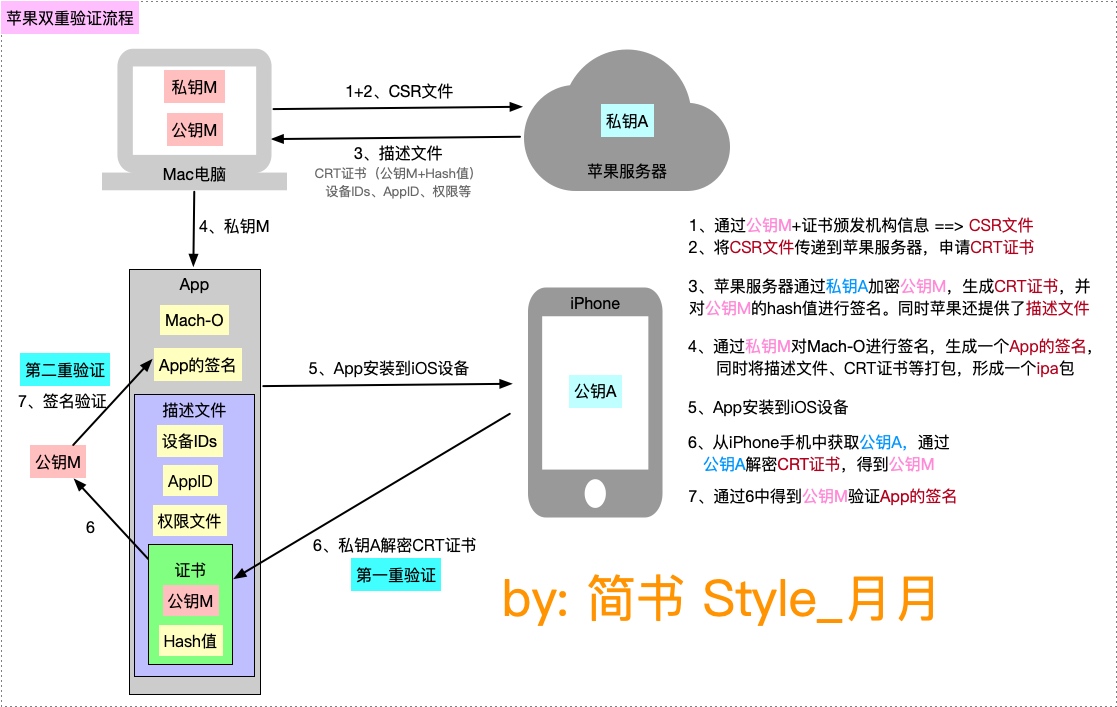 苹果双重验证流程
私钥M
公钥M
Mac电脑
1+2、CSR文件
3、描述文件
CRT证书（公钥M+Hash值）
设备IDs、AppID、权限等
私钥A
苹果服务器
4、私钥M
App
Mach-O
App的签名
描述文件
设备IDs
AppID
权限文件
证书
公钥M
Hash值
第二重验证
7、签名验证
公钥M
6
5、App安装到iOS设备
iPhone
公钥A
6、私钥A解密CRT证书
第一重验证
1、通过公钥M+证书颁发机构信息 ==> CSR文件
2、将CSR文件传递到苹果服务器，申请CRT证书
3、苹果服务器通过私钥A加密公钥M，生成CRT证书，并
对公钥M的hash值进行签名。同时苹果还提供了描述文件
4、通过私钥M对Mach-O进行签名，生成一个App的签名，
同时将描述文件、CRT证书等打包，形成一个ipa包
5、App安装到iOS设备
6、从iPhone手机中获取公钥A，通过
公钥A解密CRT证书，得到公钥M
7、通过6中得到公钥M验证App的签名
by: 简书 Style_月月